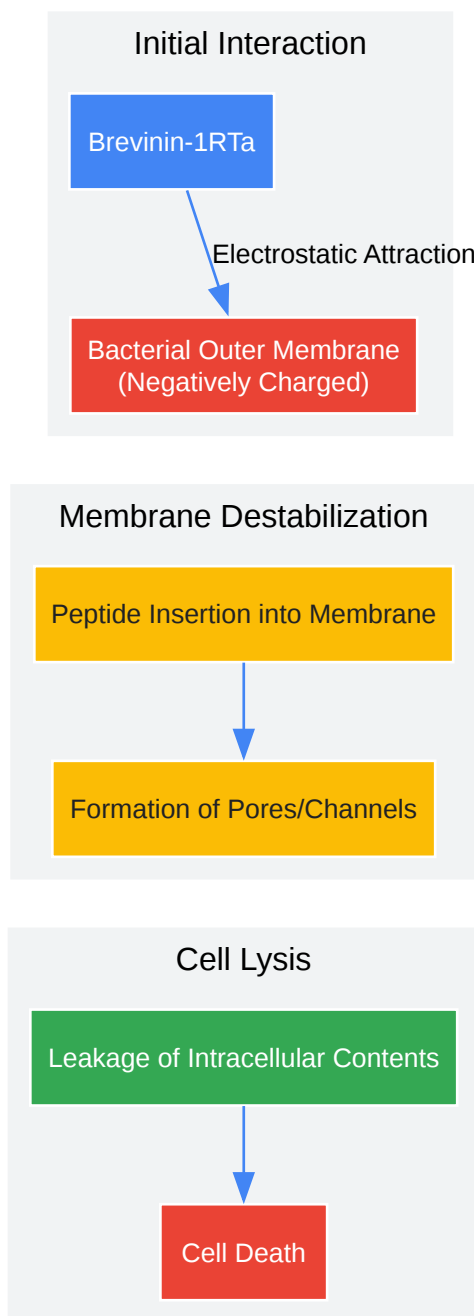 Initial Interaction
Brevinin-1RTa
Electrostatic Attraction
Bacterial Outer Membrane
(Negatively Charged)
Membrane Destabilization
Peptide Insertion into Membrane
Formation of Pores/Channels
Cell Lysis
Leakage of Intracellular Contents
Cell Death